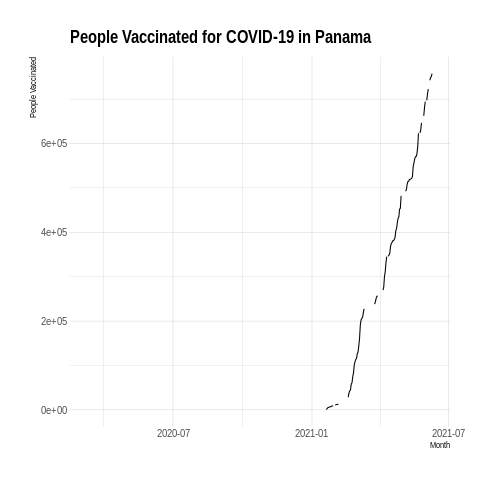 People Vaccinated for COVID-19 in Panama
People Vaccinated
6e+05
4e+05
2e+05
0e+00
2020-07
2021-01
2021-07
Month